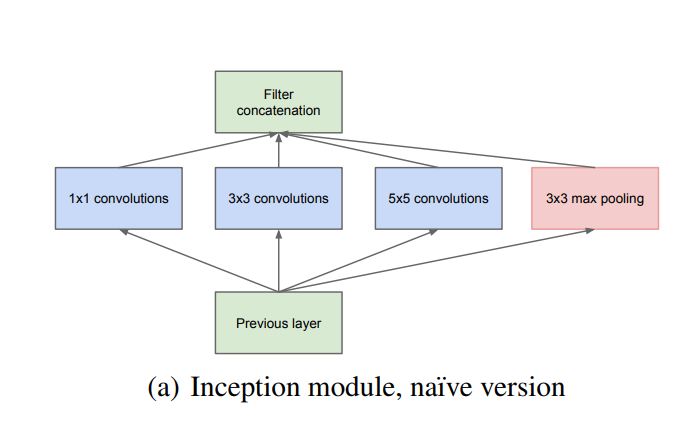 Filter
concatenation
1x1 convolutions
3x3 convolutions
5x5 convolutions
3x3 max pooling
Previous layer
(a) Inception module, naïve version